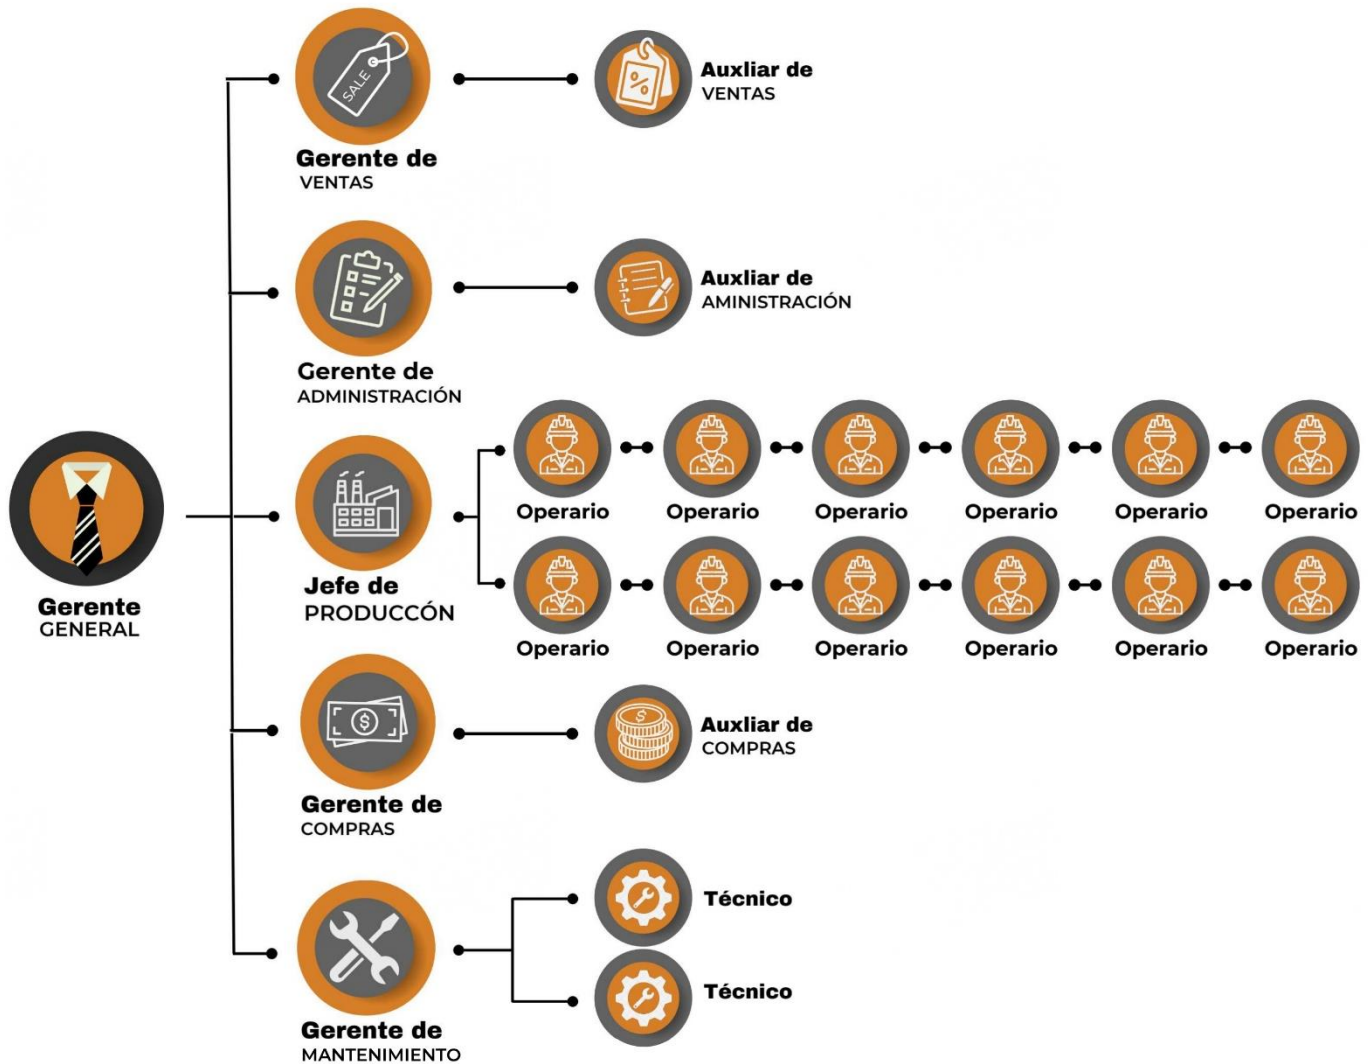 SALE
Gerente de
VENTAS
Auxliar de
VENTAS
Gerente de
ADMINISTRACIÓN
Auxliar de
AMINISTRACIÓN
Gerente
GENERAL
Jefe de
PRODUCCÓN
Operario Operario Operario Operario Operario Operario
Operario Operario Operario Operario Operario Operario
Gerente de
COMPRAS
Auxliar de
COMPRAS
Gerente de
MANTENIMIENTO
Técnico
Técnico